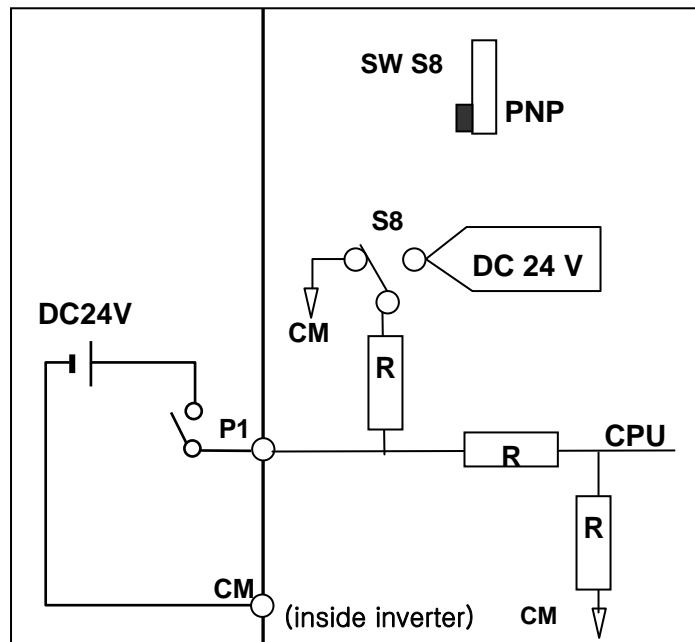 SW S8
PNP
S8
DC 24 V
DC24V
CM
R
P1
R
CPU
R
CM
(inside inverter)
CM